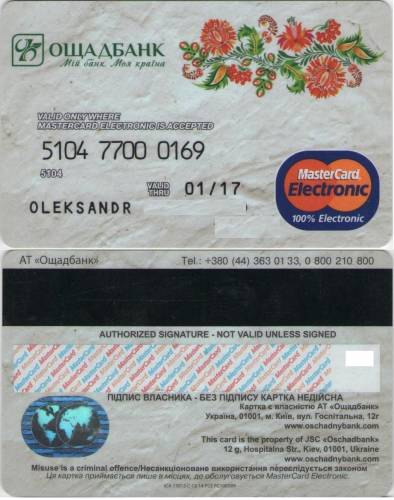 ОЩАДБАНК
Мій банк. Моя країна
VALID ONLY WHERE
MASTERCARD ELECTRONIC IS ACCEPTED
5104 7700 0169
5104
VALID THRU 01/17
OLEKSANDR
MasterCard
Electronic
100% Electronic
АТ «Ощадбанк» Tel.: +380 (44) 363 01 33, 0 800 210 800
AUTHORIZED SIGNATURE - NOT VALID UNLESS SIGNED
ПІДПИС ВЛАСНИКА - БЕЗ ПІДПИСУ КАРТКА НЕДІЙСНА
Картка є власністю АТ «Ощадбанк»
Україна, 01001, м. Київ, вул. Госпітальна, 12г
www.oschadnybank.com
This card is the property of JSC «Oschadbank»
12 g, Hospitalna Str., Kiev, 01001, Ukraine
www.oschadnybank.com
Misuse is a criminal offence/Несанкціоноване використання переслідується законом
Ця картка приймається лише в місцях, де обслуговується MasterCard Electronic.